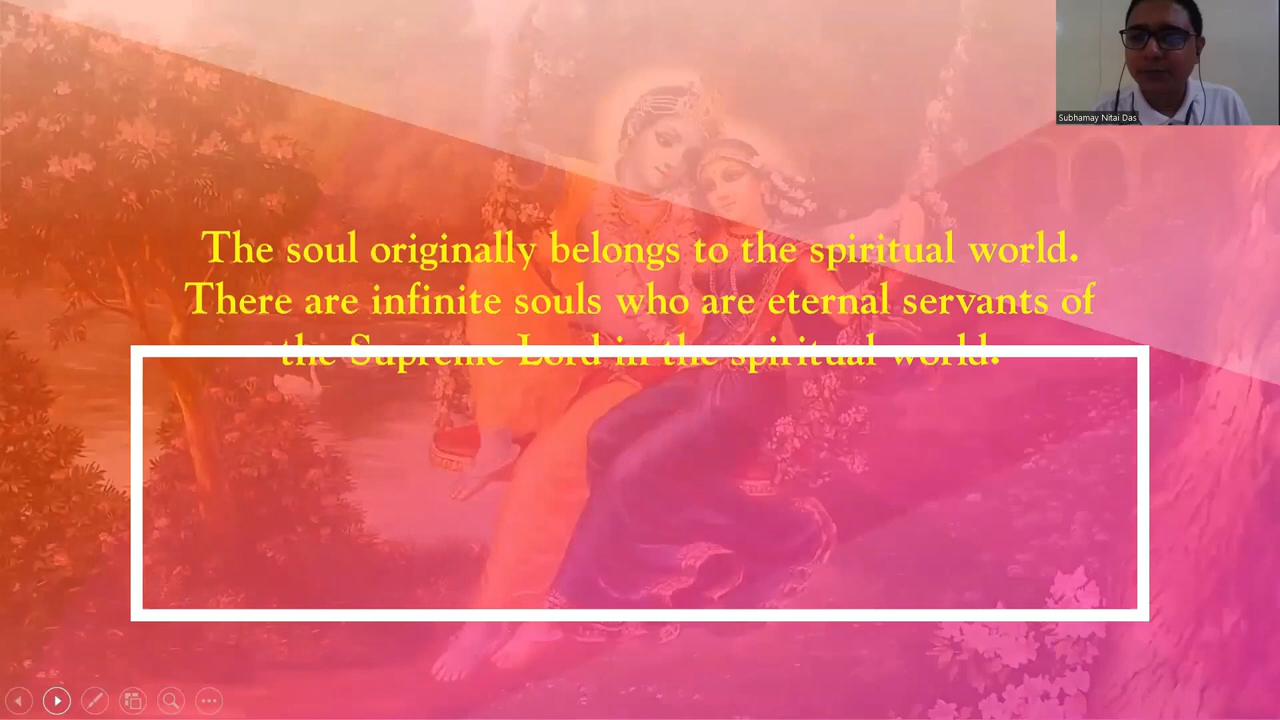 Subhamay Nitai Das
The soul originally belongs to the spiritual world.
There are infinite souls who are eternal servants of
the Supreme Lord in the spiritual world.